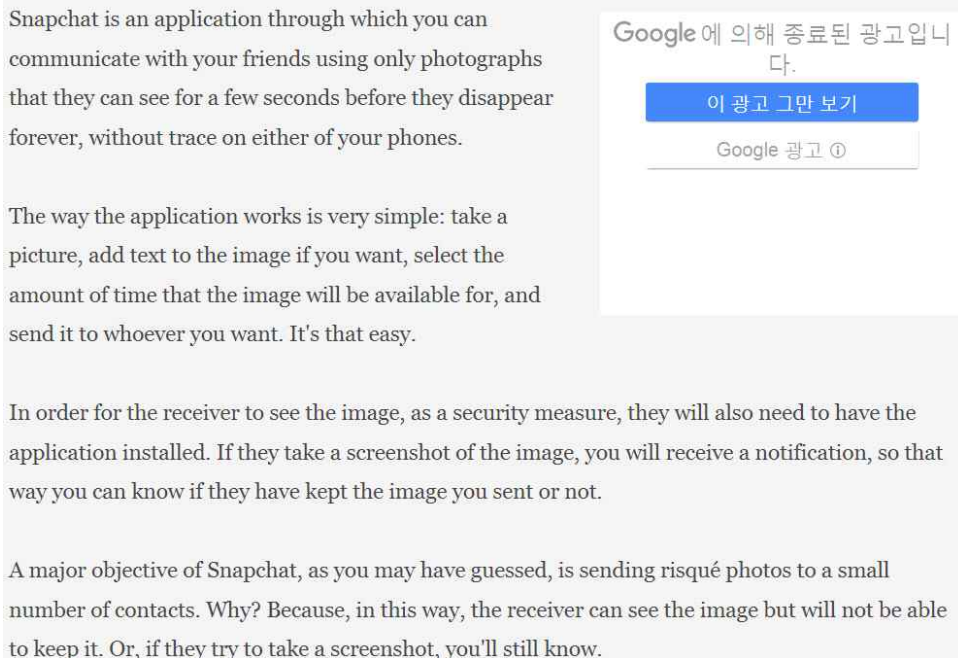 Snapchat is an application through which you can
communicate with your friends using only photographs
that they can see for a few seconds before they disappear
forever, without trace on either of your phones.
The way the application works is very simple: take a
picture, add text to the image if you want, select the
amount of time that the image will be available for, and
send it to whoever you want. It's that easy.
Google에 의해 종료된 광고입니
다.
이 광고 그만 보기
Google 광고 ⓘ
In order for the receiver to see the image, as a security measure, they will also need to have the
application installed. If they take a screenshot of the image, you will receive a notification, so that
way you can know if they have kept the image you sent or not.
A major objective of Snapchat, as you may have guessed, is sending risqué photos to a small
number of contacts. Why? Because, in this way, the receiver can see the image but will not be able
to keep it. Or, if they try to take a screenshot, you'll still know.